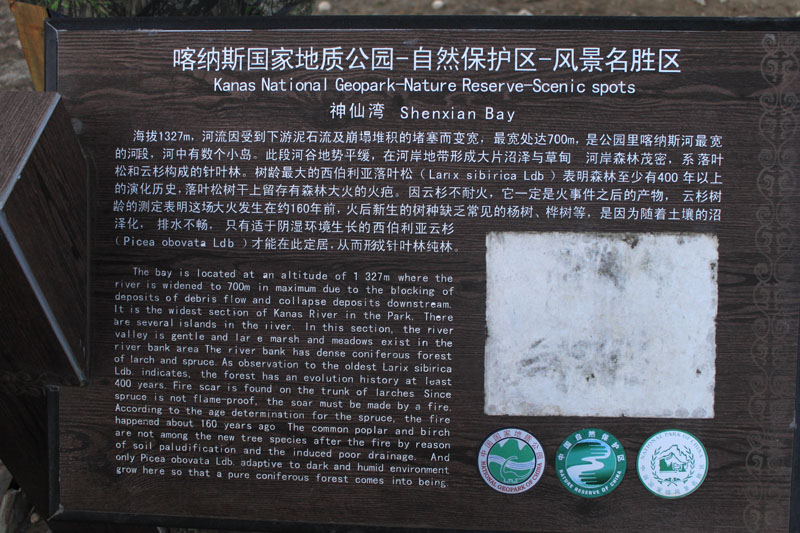 喀纳斯国家地质公园-自然保护区-风景名胜区
Kanas National Geopark-Nature Reserve-Scenic spots
神仙湾 Shenxian Bay
海拔1327m，河流因受到下游泥石流及崩塌堆积的堵塞而变宽，最宽处达700m，是公园里喀纳斯河最宽
的河段，河中有数个小岛。此段河谷地势平缓，在河岸地带形成大片沼泽与草甸 河岸森林茂密，系落叶
松和云杉构成的针叶林。树龄最大的西伯利亚落叶松（Larix sibirica Ldb）表明森林至少有400 年以上
的演化历史，落叶松树干上留存有森林大火的火疤。因云杉不耐火，它一定是火事件之后的产物，云杉树
龄的测定表明这场大火发生在约160年前，火后新生的树种缺乏常见的杨树、桦树等，是因为随着土壤的沼
泽化， 排水不畅， 只有适于阴湿环境生长的西伯利亚云杉
（Picea obovata Ldb ）才能在此定居，从而形成针叶林纯林。
The bay is located at an altitude of 1 327m where the
river is widened to 700m in maximum due to the blocking of
deposits of debris flow and collapse deposits downstream.
It is the widest section of Kanas River in the Park. There
are several islands in the river. In this section, the river
valley is gentle and lar e marsh and meadows exist in the
river bank area The river bank has dense coniferous forest
of larch and spruce. As observation to the oldest Larix sibirica
Ldb. indicates, the forest has an evolution history at least
400 years. Fire scar is found on the trunk of larches Since
spruce is not flame-proof, the soar must be made by a fire.
According to the age determination for the spruce, the fire
happened about 160 years ago The common poplar and birch
are not among the new tree species after the fire by reason
of soil paludification and the induced poor drainage. And
only Picea obovata Ldb. adaptive to dark and humid environment
grow here so that a pure coniferous forest comes into being.
中国国家地质公园
NATIONAL GEOPARK OF CHINA
中国自然保护区
NATURE RESERVE OF CHINA
NATIONAL PARK OF CHINA